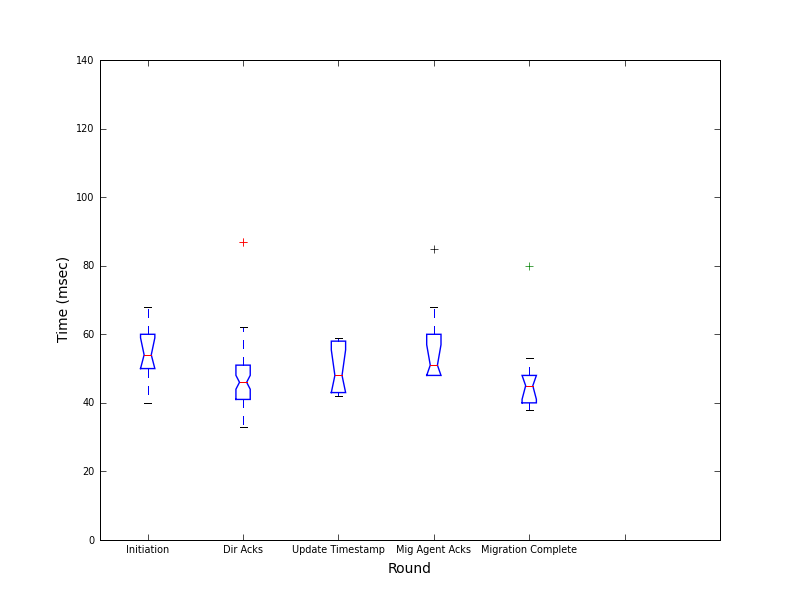 140
120
100
80
60
40
20
0
Time (msec)
Initiation Dir Acks Update Timestamp Mig Agent Acks Migration Complete
Round